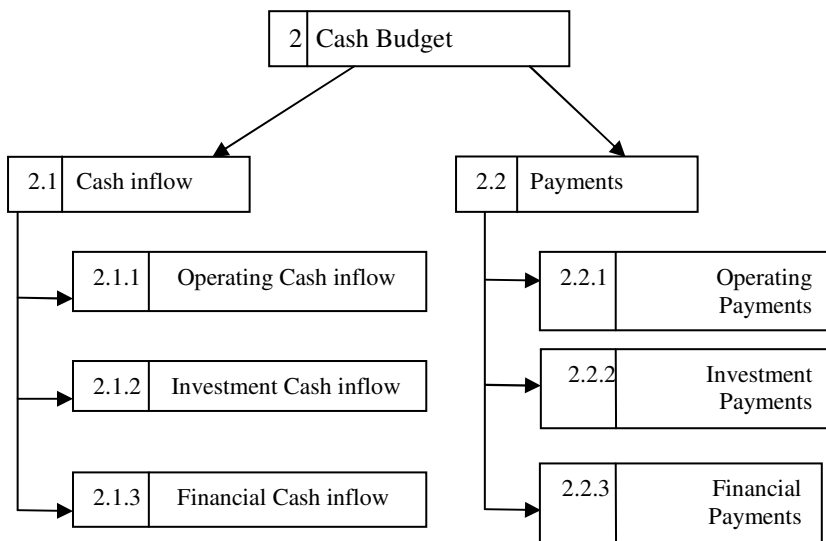 2 Cash Budget
2.1 Cash inflow
2.1.1 Operating Cash inflow
2.1.2 Investment Cash inflow
2.1.3 Financial Cash inflow
2.2 Payments
2.2.1 Operating
Payments
2.2.2 Investment
Payments
2.2.3 Financial
Payments